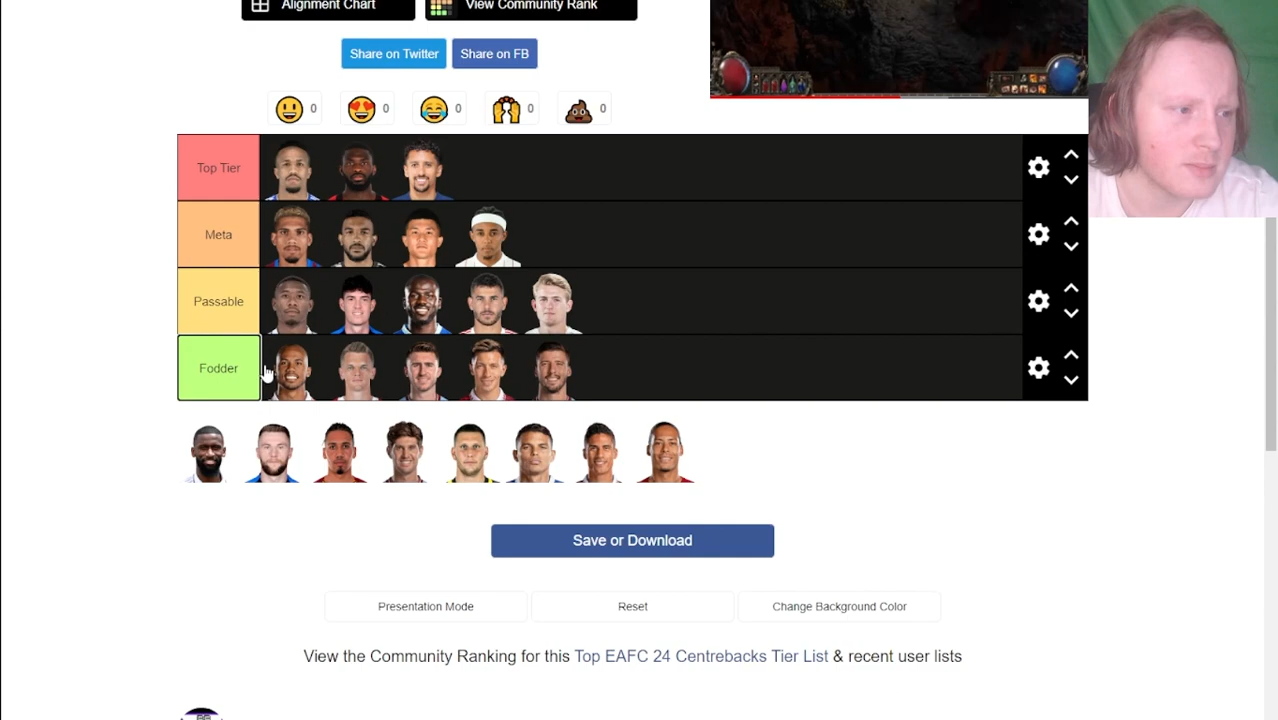 Alignment Chart
View Community Rank
Share on Twitter
Share on FB
0
0
0
0
0
Top Tier
Meta
Passable
Fodder
Save or Download
Presentation Mode
Reset
Change Background Color
View the Community Ranking for this Top EAFC 24 Centrebacks Tier List & recent user lists